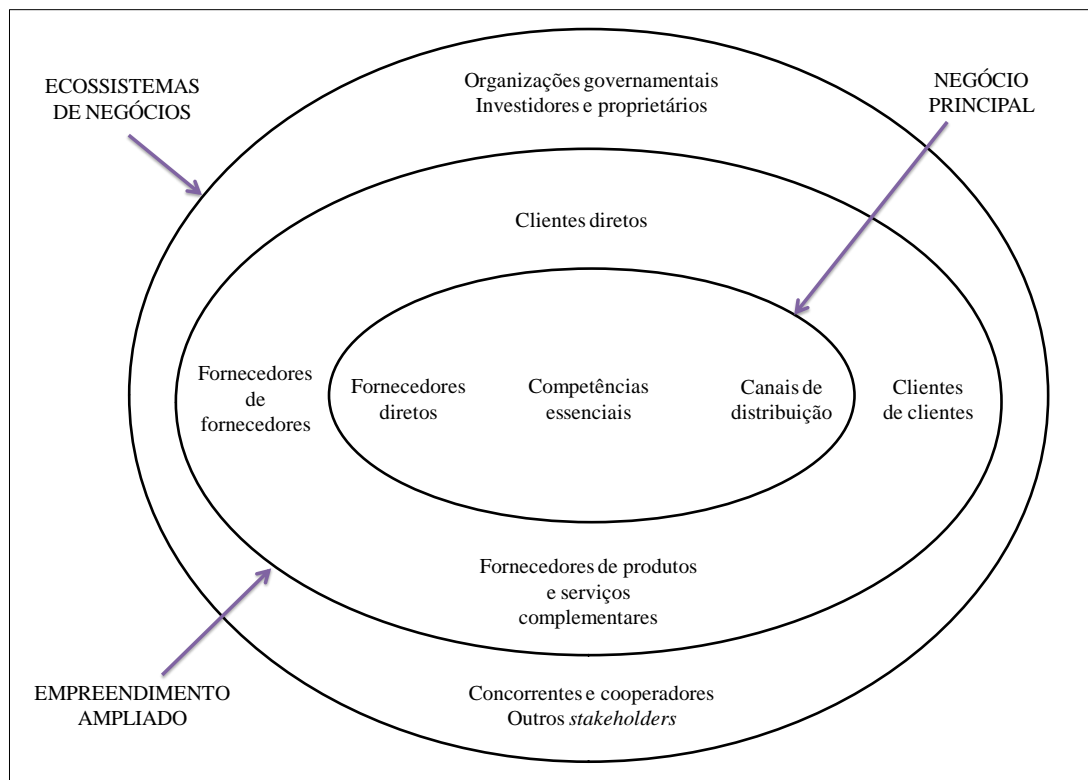 ECOSSISTEMAS
DE NEGÓCIOS
Organizações governamentais
Investidores e proprietários
NEGÓCIO
PRINCIPAL
Clientes diretos
Fornecedores
de
fornecedores
Fornecedores
diretos
Competências
essenciais
Canais de
distribuição
Clientes
de clientes
Fornecedores de produtos
e serviços
complementares
EMPREENDIMENTO
AMPLIADO
Concorrentes e cooperadores
Outros stakeholders